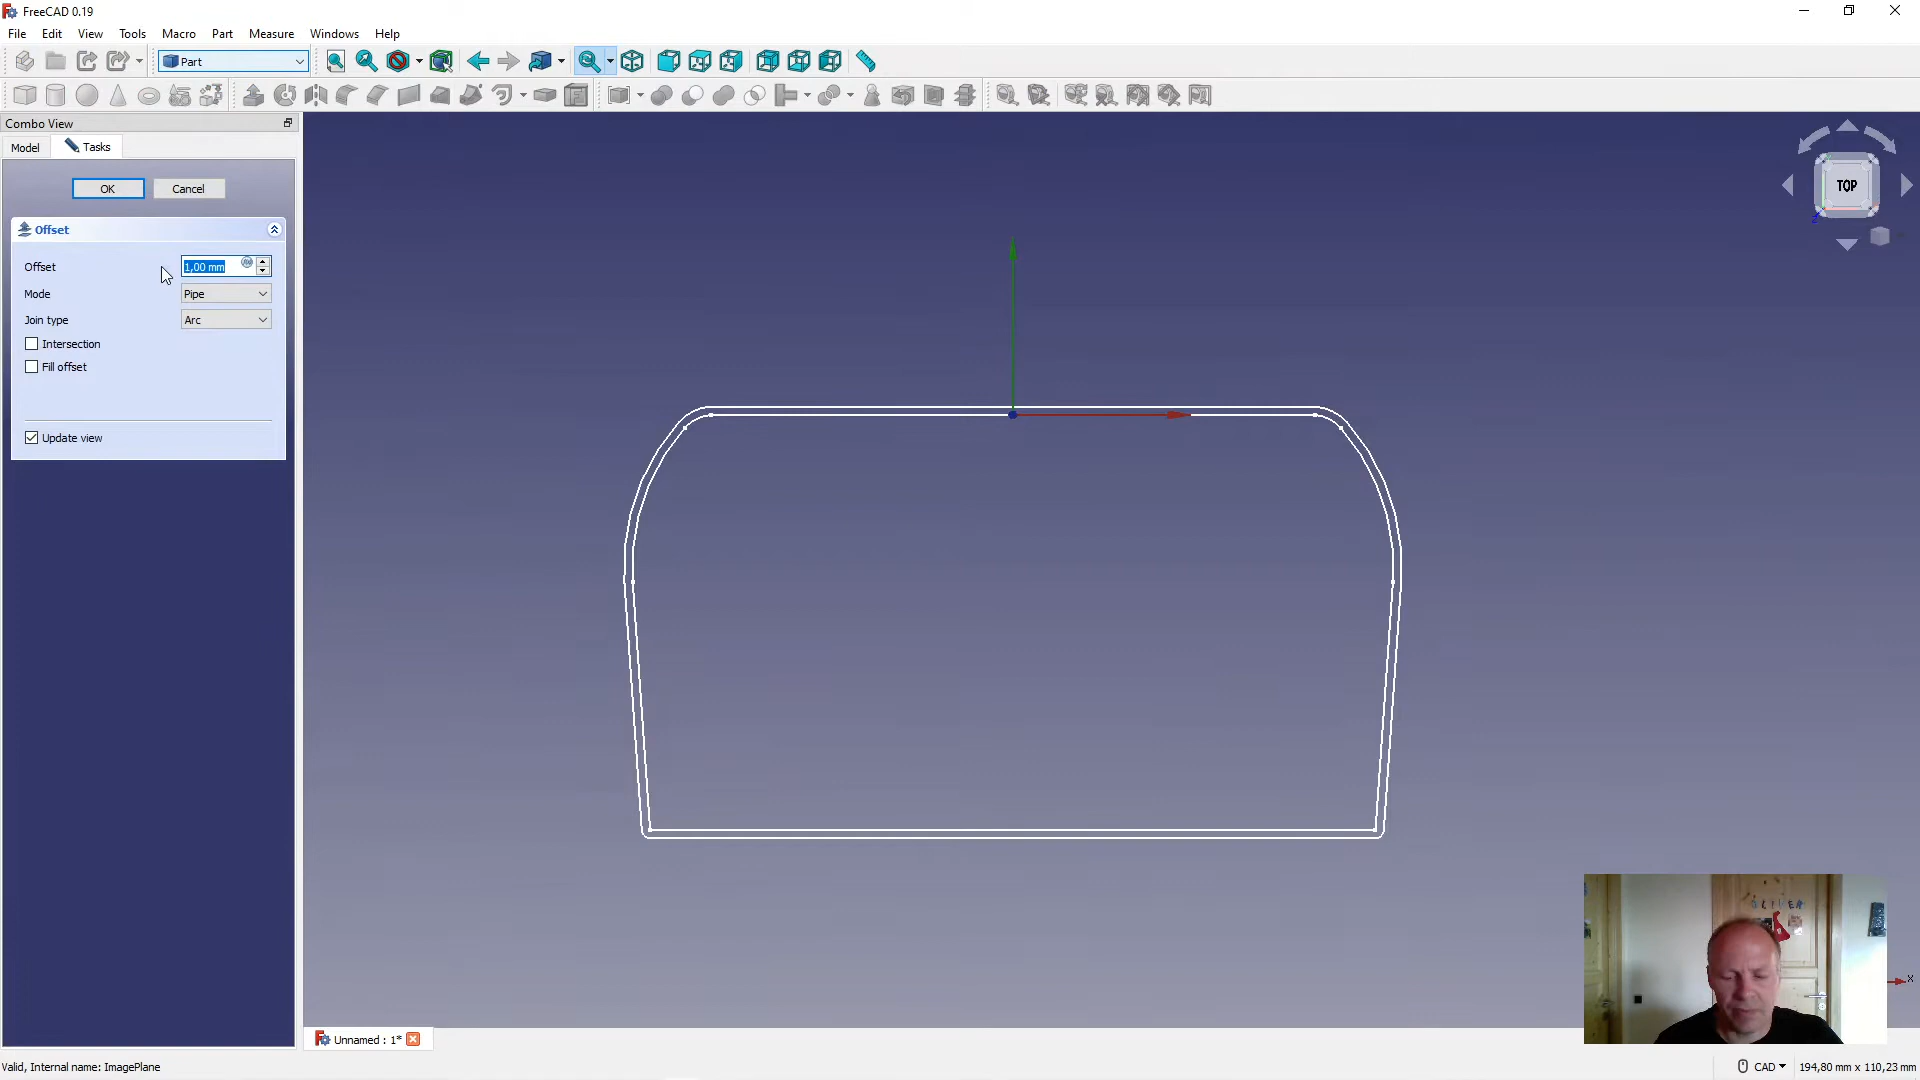 FreeCAD 0.19
File Edit View Tools Macro Part Measure Windows Help
Part
Combo View
Model Tasks
OK Cancel
Offset
Offset 1,00 mm
Mode Pipe
Join type Arc
Intersection
Fill offset
Update view
TOP
Z
OLIVER
X
Unnamed : 1*
Valid, Internal name: ImagePlane
CAD 194,80 mm x 110,23 mm